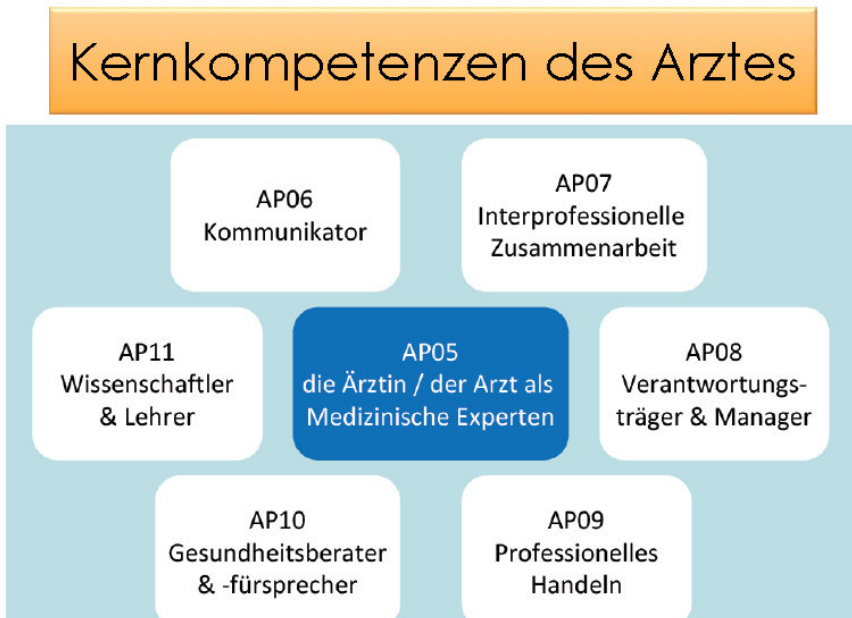 Kernkompetenzen des Arztes
AP06
Kommunikator
AP07
Interprofessionelle
Zusammenarbeit
AP11
Wissenschaftler
& Lehrer
AP05
die Ärztin / der Arzt als
Medizinische Experten
AP08
Verantwortungs-
träger & Manager
AP10
Gesundheitsberater
& -fürsprecher
AP09
Professionelles
Handeln